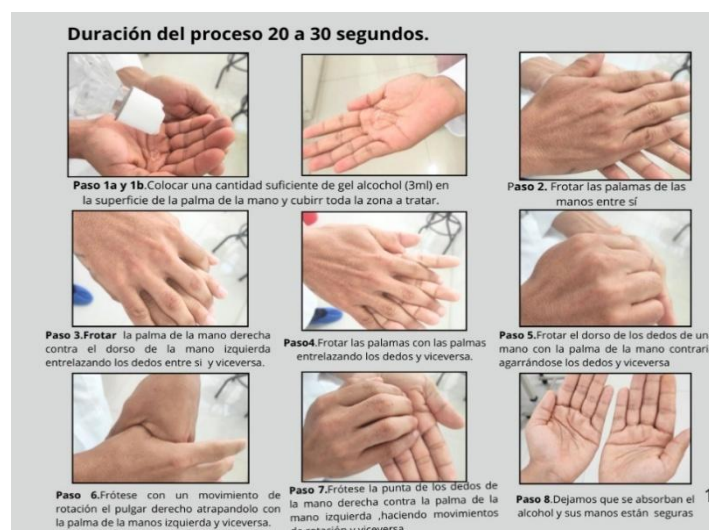 Duración del proceso 20 a 30 segundos.
Paso 1a y 1b.Colocar una cantidad suficiente de gel alcochol (3ml) en
la superficie de la palma de la mano y cubirr toda la zona a tratar.
Paso 2. Frotar las palamas de las
manos entre sí
Paso 3.Frotar la palma de la mano derecha
contra el dorso de la mano izquierda
entrelazando los dedos entre si y viceversa.
Paso4.Frotar las palamas con las palmas
entrelazando los dedos y viceversa.
Paso 5.Frotar el dorso de los dedos de un
mano con la palma de la mano contrari
agarrándose los dedos y viceversa
Paso 6.Frótese con un movimiento de
rotación el pulgar derecho atrapandolo con
la palma de la manos izquierda y viceversa.
Paso 7.Frótese la punta de los dedos de
la mano derecha contra la palma de la
mano izquierda ,haciendo movimientos
de rotación y viceversa
Paso 8.Dejamos que se absorban el
alcohol y sus manos están seguras
1